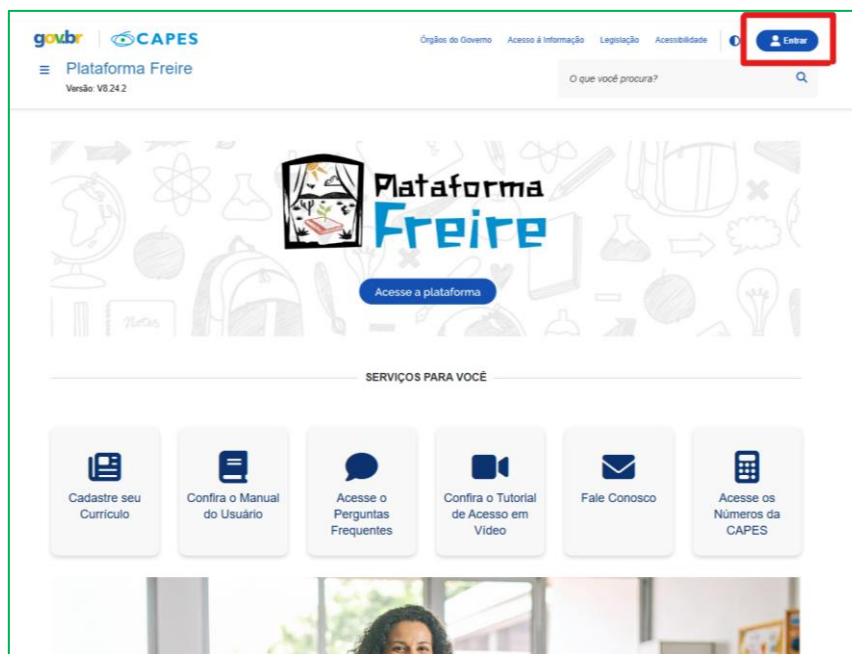 gov.br CAPES
Órgãos do Governo Acesso à Informação Legislação Acessibilidade Entrar
Plataforma Freire
Versão: V8.24.2
O que você procura?
Plataforma
Freire
Acesse a plataforma
Notes
SERVIÇOS PARA VOCÊ
Cadastre seu
Currículo
Confira o Manual
do Usuário
Acesse o
Perguntas
Frequentes
Confira o Tutorial
de Acesso em
Vídeo
Fale Conosco
Acesse os
Números da
CAPES